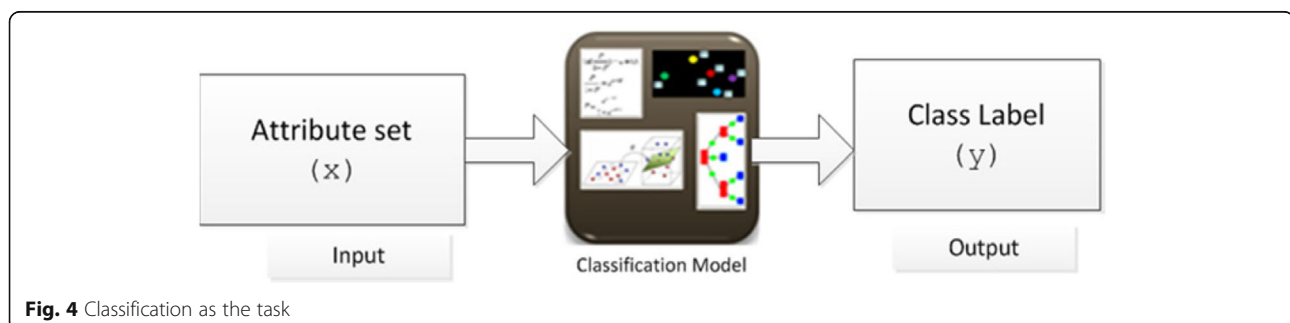 Attribute set
(x)
Input
Classification Model
Class Label
(y)
Output
Fig. 4 Classification as the task